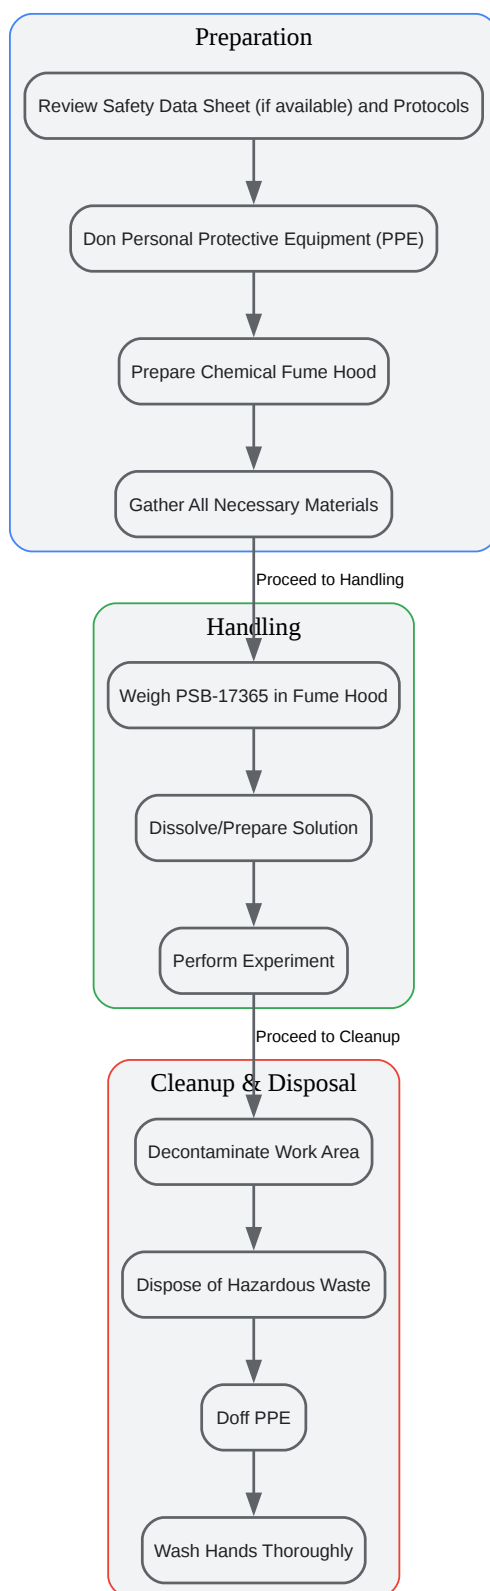 Preparation
Review Safety Data Sheet (if available) and Protocols
Don Personal Protective Equipment (PPE)
Prepare Chemical Fume Hood
Gather All Necessary Materials
Proceed to Handling
Handling
Weigh PSB-17365 in Fume Hood
Dissolve/Prepare Solution
Perform Experiment
Proceed to Cleanup
Cleanup & Disposal
Decontaminate Work Area
Dispose of Hazardous Waste
Doff PPE
Wash Hands Thoroughly